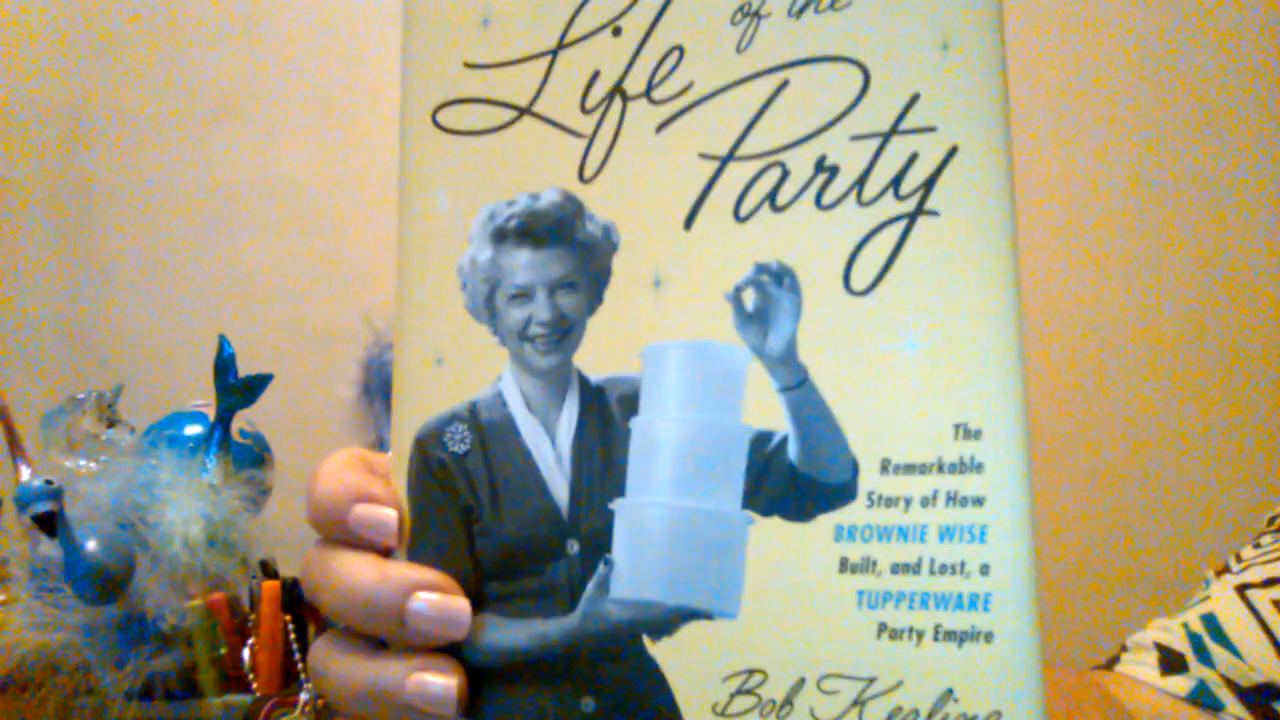 Life of the
Party
The
Remarkable
Story of How
BROWNIE WISE
Built, and Lost, a
TUPPERWARE
Party Empire
Bob Kealing